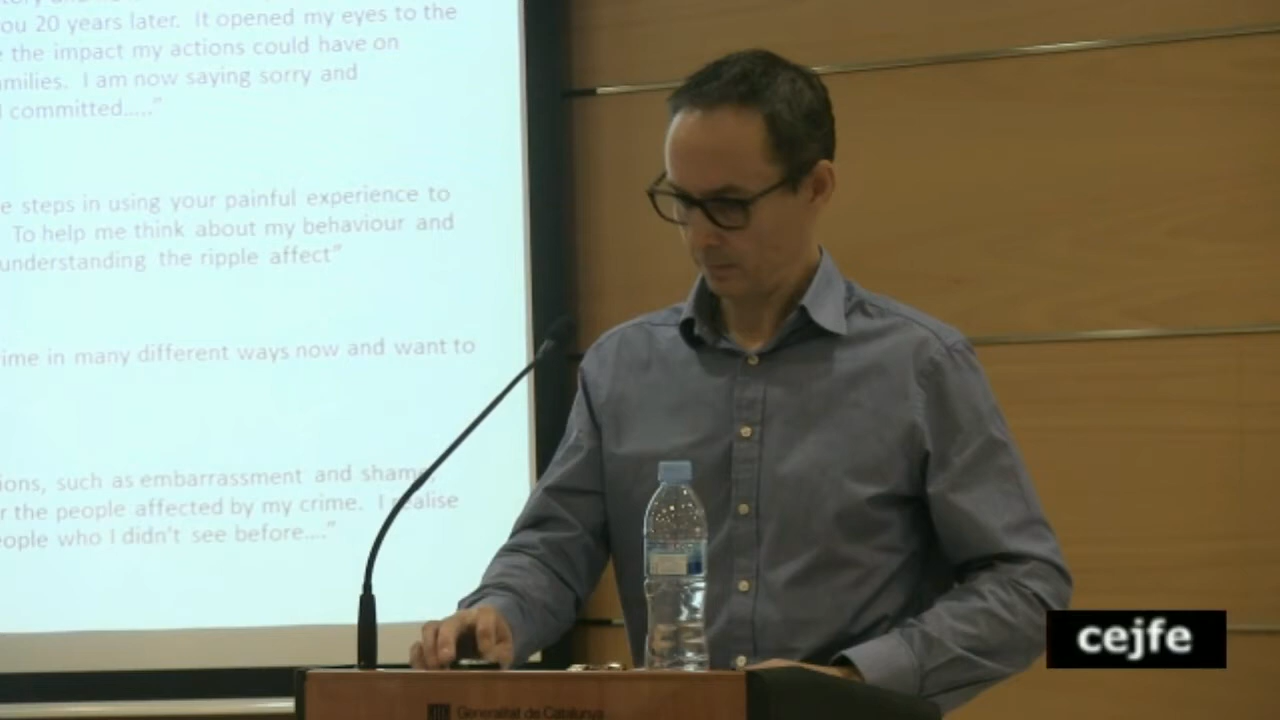 ou 20 years later. It opened my eyes to the
e the impact my actions could have on
milies. I am now saying sorry and
I committed....."
e steps in using your painful experience to
To help me think about my behaviour and
understanding the ripple affect"
rime in many different ways now and want to
ions, such as embarrassment and shame,
r the people affected by my crime. I realise
eople who I didn't see before...."
cejfe
Generalitat de Catalunya